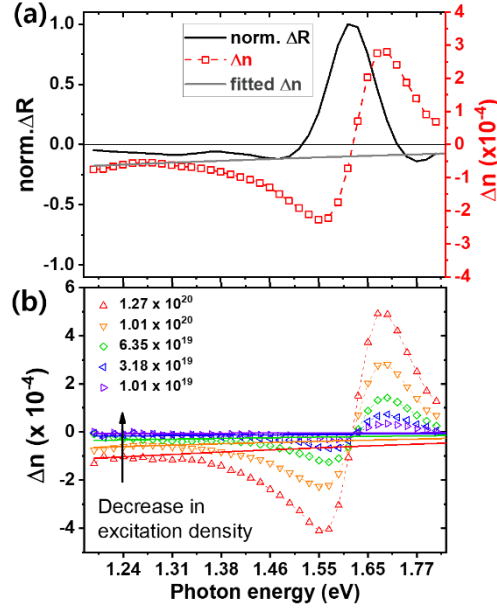 (a)
norm. ΔR
Δn
fitted Δn
1.0
0.5
0.0
-0.5
-1.0
norm.ΔR
4
3
2
1
0
-1
-2
-3
-4
Δn (x10⁻⁴)
(b)
6
4
2
0
-2
-4
Δn (x 10⁻⁴)
1.27 x 10²⁰
1.01 x 10²⁰
6.35 x 10¹⁹
3.18 x 10¹⁹
1.01 x 10¹⁹
Decrease in
excitation density
1.24 1.31 1.38 1.46 1.57 1.65 1.77
Photon energy (eV)